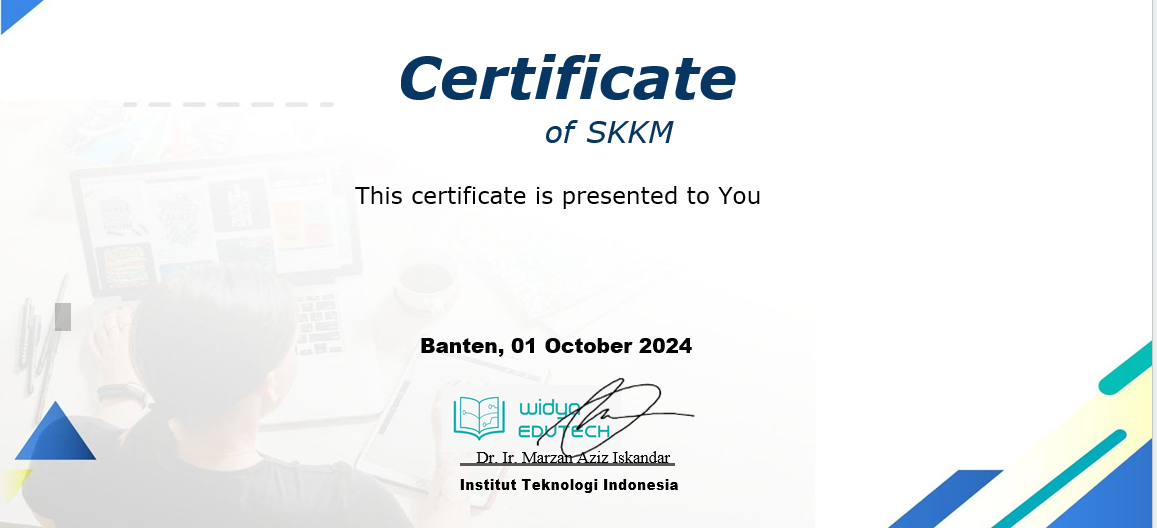 Certificate
of SKKM
This certificate is presented to You
Banten, 01 October 2024
widya
EDUTECH
Dr. Ir. Marzan Aziz Iskandar
Institut Teknologi Indonesia